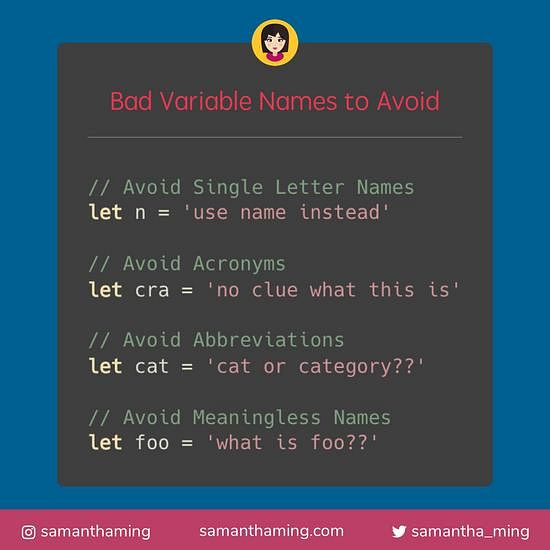 Bad Variable Names to Avoid
// Avoid Single Letter Names
let n = 'use name instead'
// Avoid Acronyms
let cra = 'no clue what this is'
// Avoid Abbreviations
let cat = 'cat or category??'
// Avoid Meaningless Names
let foo = 'what is foo??'
samanthaming samanthaming.com samantha_ming